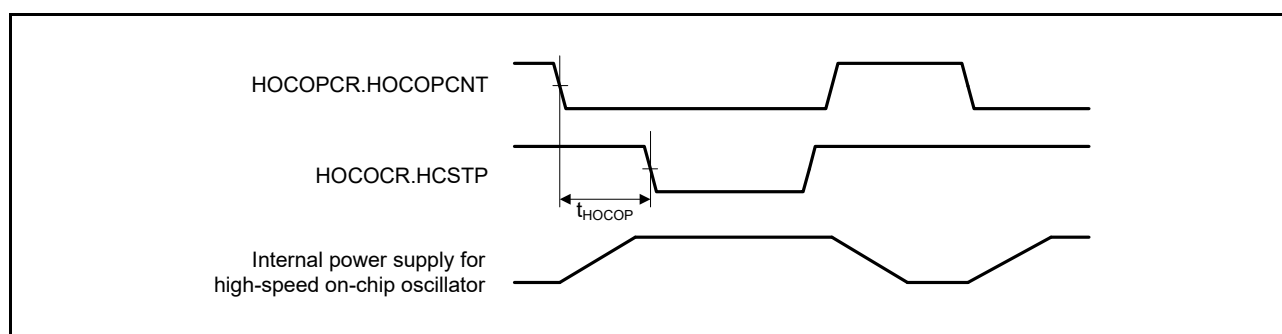 HOCOPCR.HOCOPCNT
HOCOCR.HCSTP
tHOCOP
Internal power supply for
high-speed on-chip oscillator